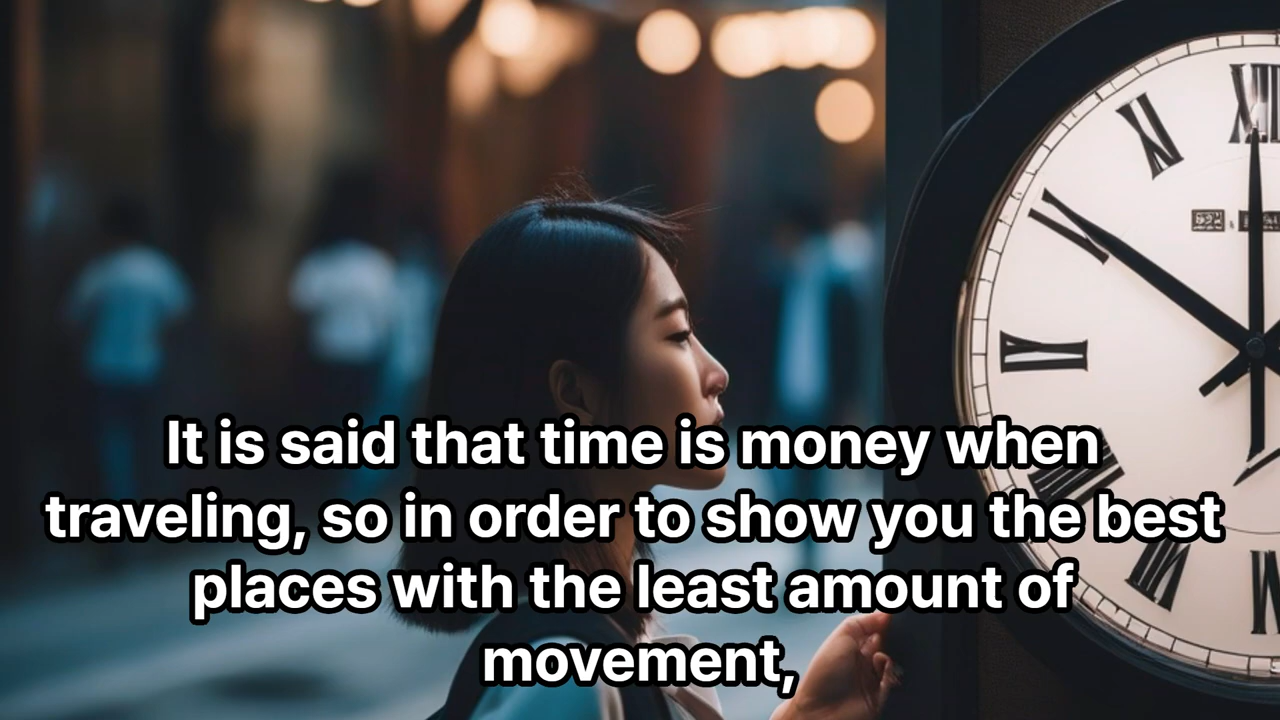 It is said that time is money when
traveling, so in order to show you the best
places with the least amount of
movement,